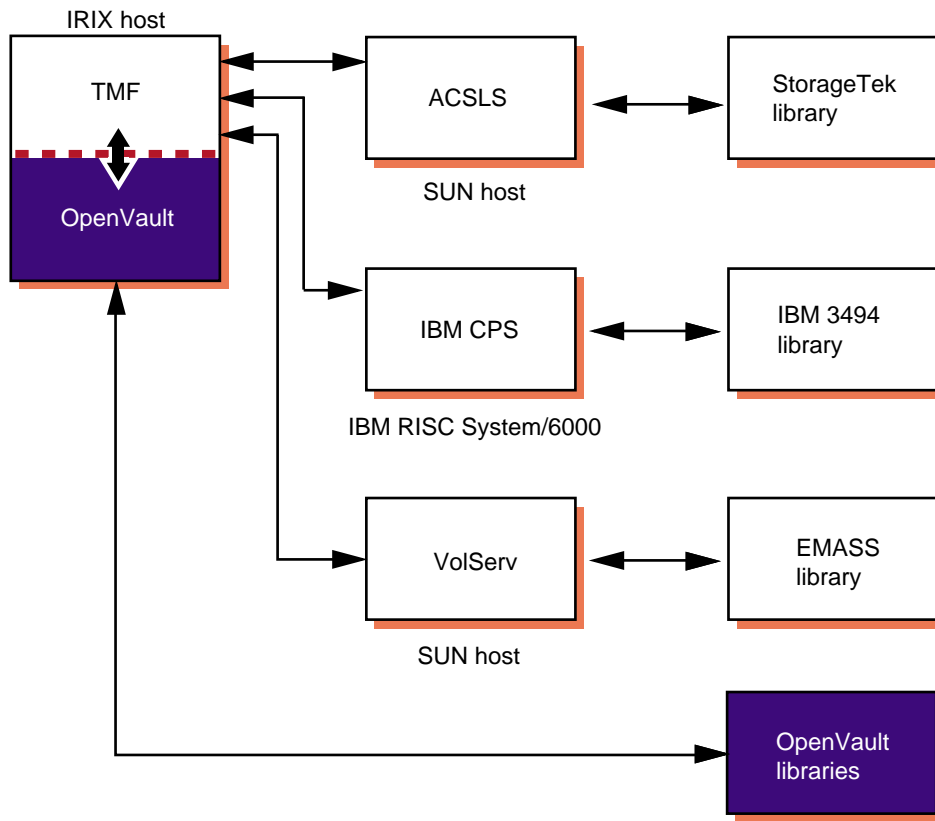 IRIX host
TMF
OpenVault
ACSLS
SUN host
StorageTek
library
IBM CPS
IBM RISC System/6000
IBM 3494
library
VolServ
SUN host
EMASS
library
OpenVault
libraries